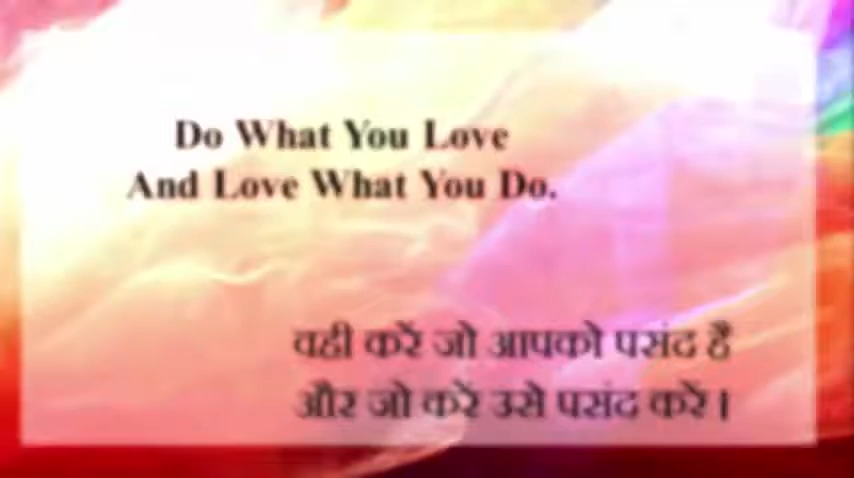 Do What You Love
And Love What You Do.
वही करें जो आपको पसंद है
और जो करें उसे पसंद करें।